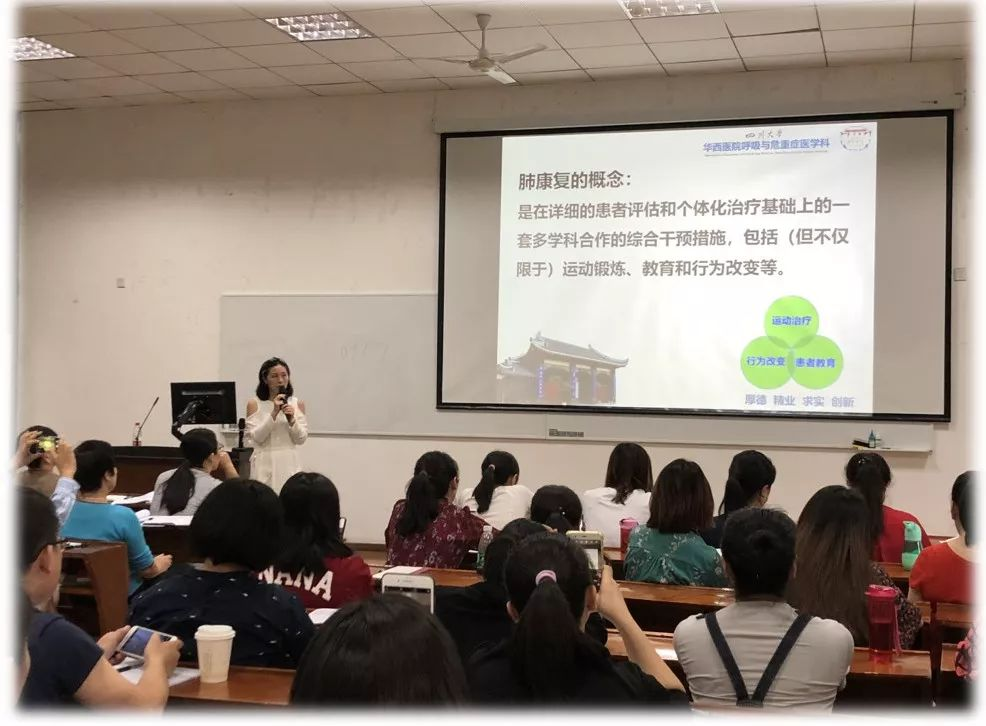 四川大学
华西医院呼吸与危重症医学科
肺康复的概念：
是在详细的患者评估和个体化治疗基础上的一
套多学科合作的综合干预措施，包括（但不仅
限于）运动锻炼、教育和行为改变等。
运动治疗
行为改变 患者教育
厚德 精业 求实 创新
NANA